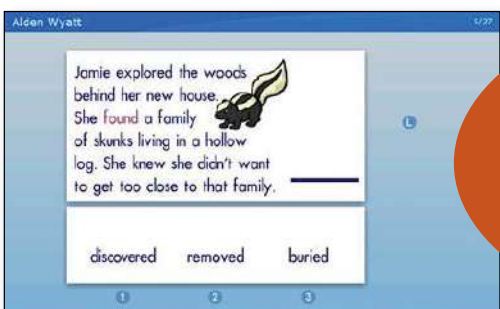 Alden Wyatt
1/27
Jamie explored the woods
behind her new house.
She found a family
of skunks living in a hollow
log. She knew she didn't want
to get too close to that family.
L
discovered removed buried
1 2 3